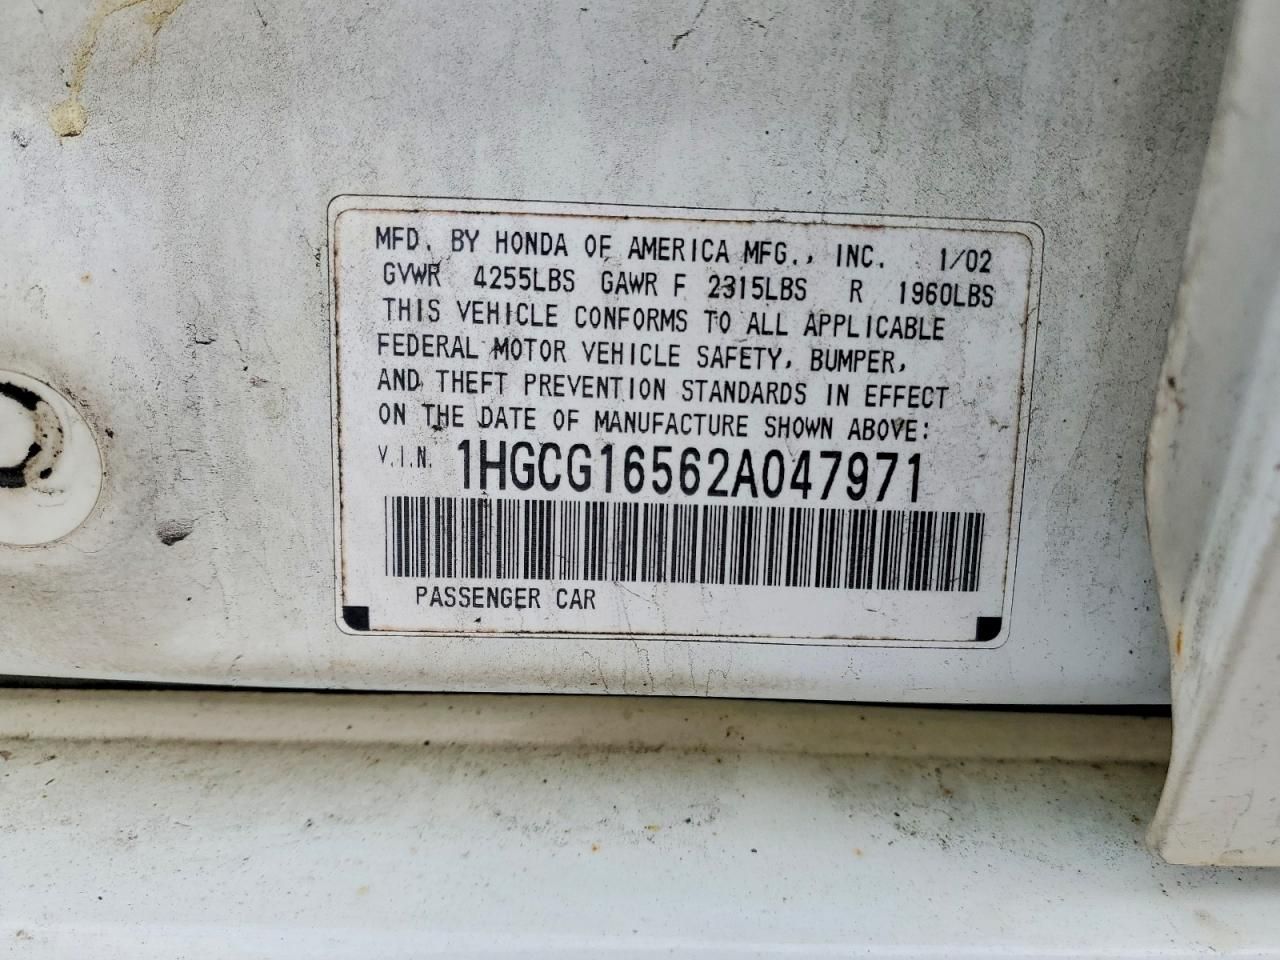 MFD. BY HONDA OF AMERICA MFG., INC. 1/02
GVWR 4255LBS GAWR F 2315LBS R 1960LBS
THIS VEHICLE CONFORMS TO ALL APPLICABLE
FEDERAL MOTOR VEHICLE SAFETY, BUMPER,
AND THEFT PREVENTION STANDARDS IN EFFECT
ON THE DATE OF MANUFACTURE SHOWN ABOVE:
V.I.N. 1HGCG16562A047971
PASSENGER CAR